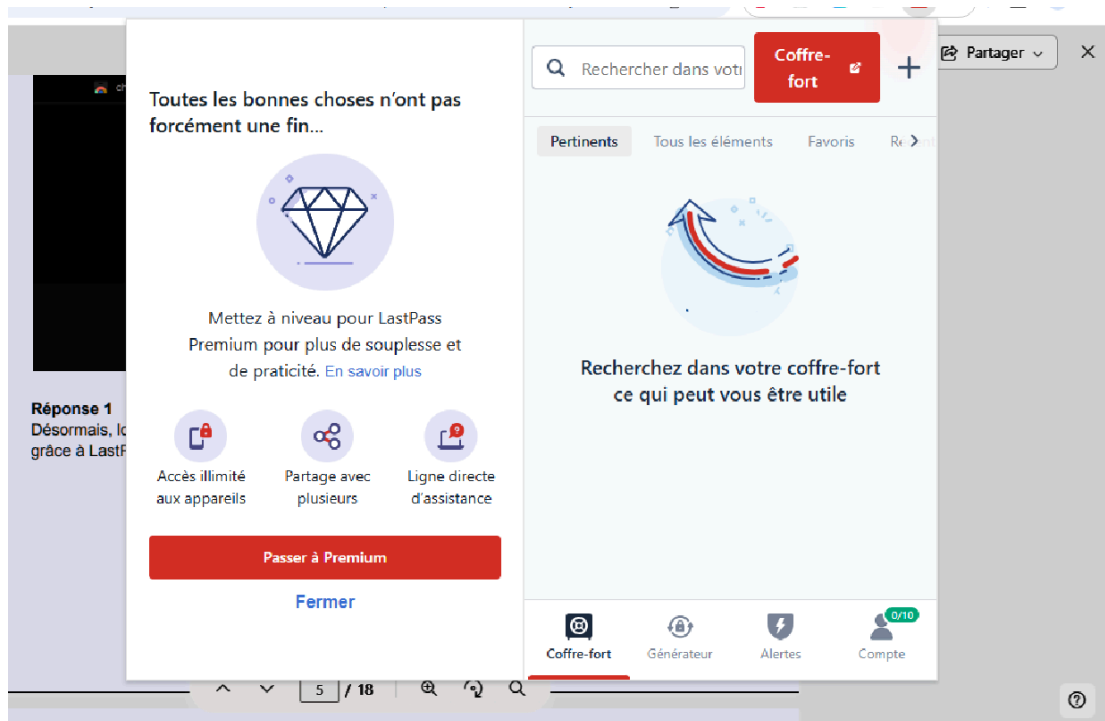 Partager
Toutes les bonnes choses n'ont pas
forcément une fin...
Mettez à niveau pour LastPass
Premium pour plus de souplesse et
de praticité. En savoir plus
Accès illimité
aux appareils
Partage avec
plusieurs
Ligne directe
d'assistance
Passer à Premium
Fermer
Rechercher dans
Coffre-
fort
Pertinents
Tous les éléments
Favoris
Recherchez dans votre coffre-fort
ce qui peut vous être utile
Coffre-fort
Générateur
Alertes
0/10
Compte
Réponse 1
Désormais,
grâce à
5 / 18